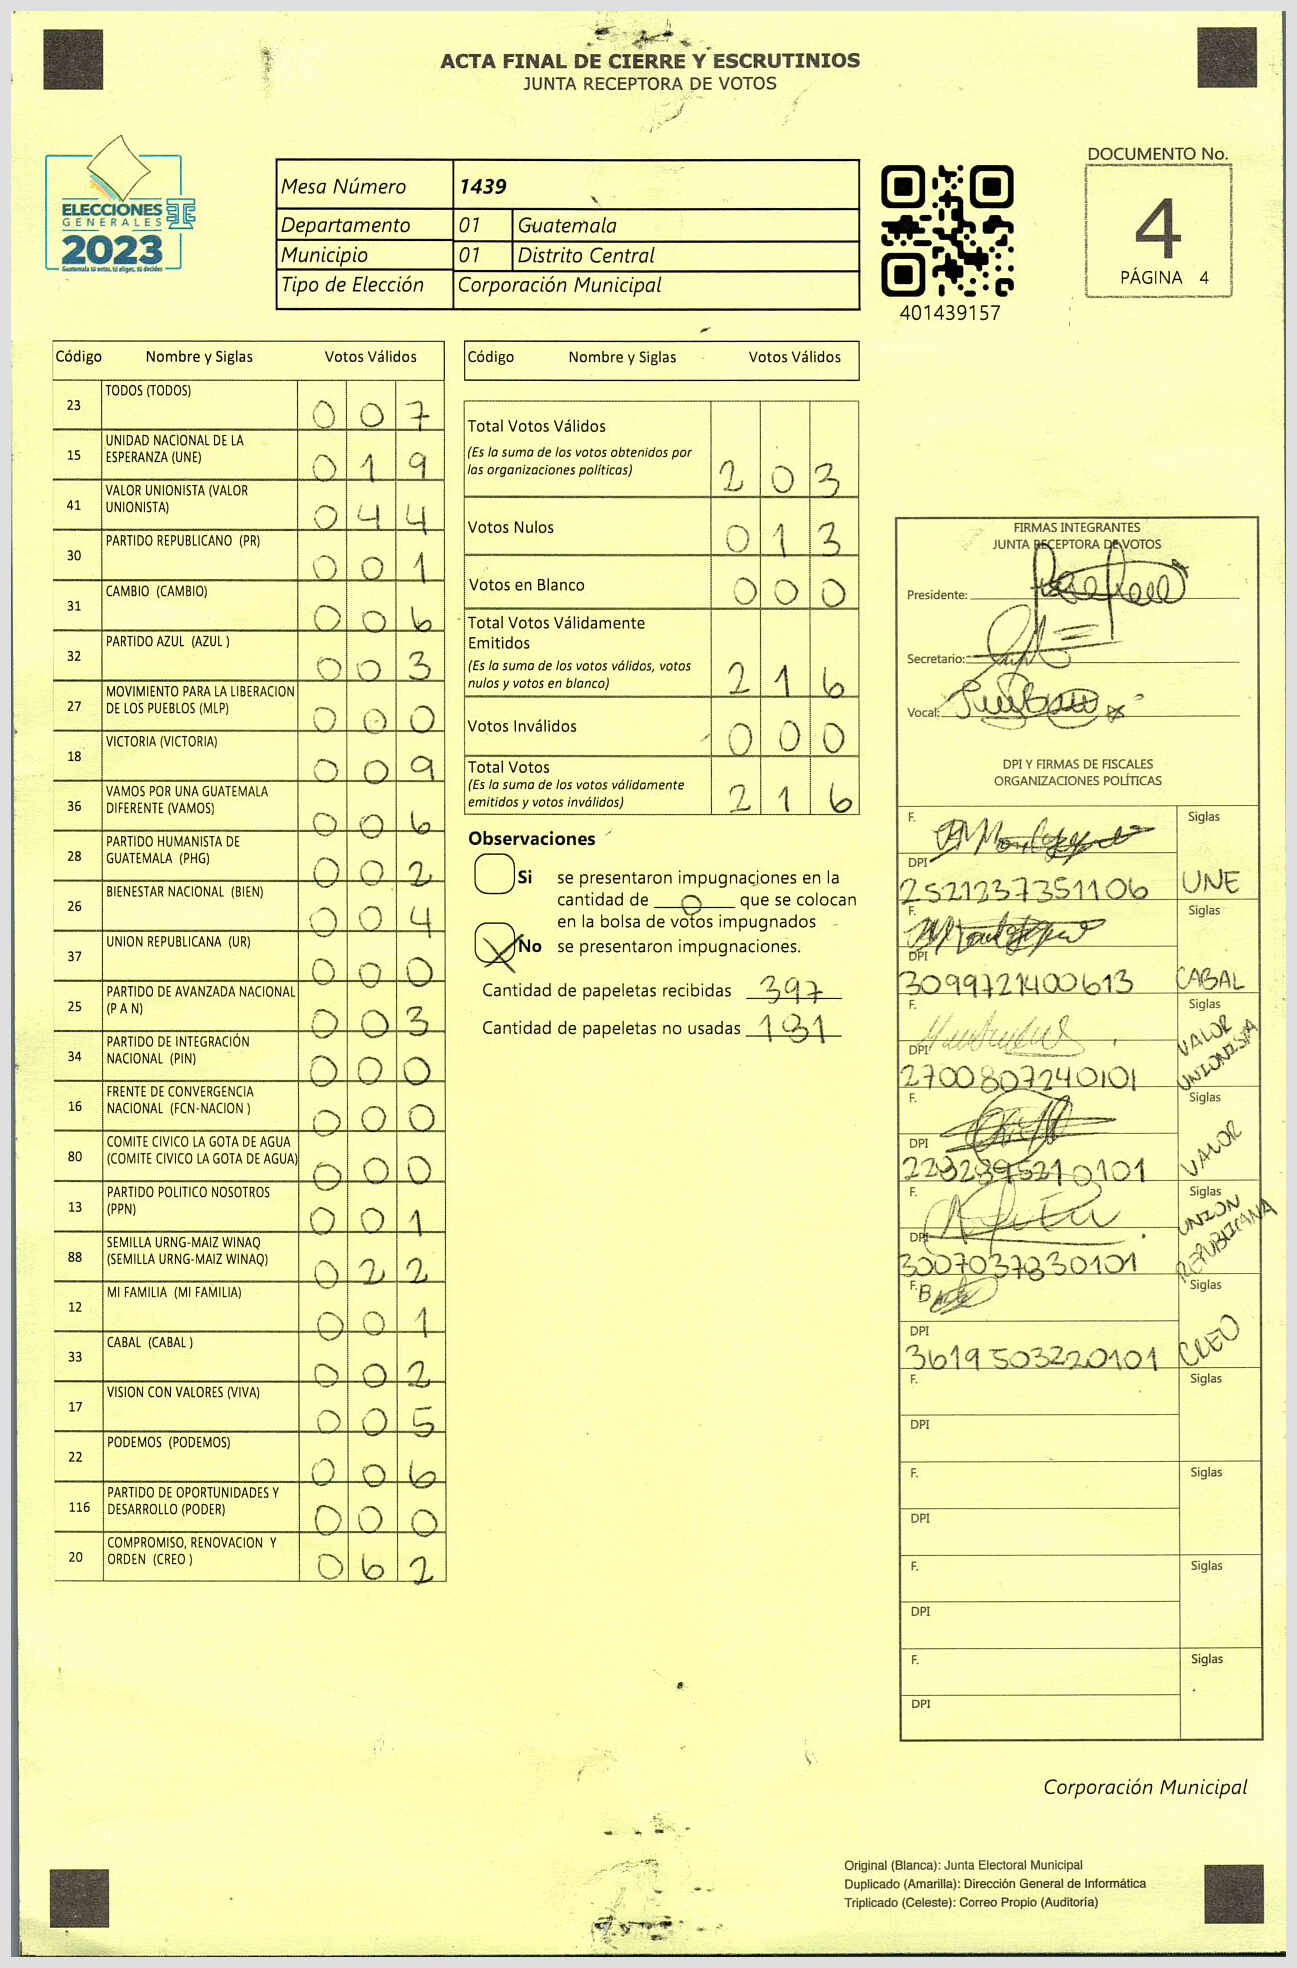 ACTA FINAL DE CIERRE Y ESCRUTINIOS
JUNTA RECEPTORA DE VOTOS
ELECCIONES
GENERALES
2023
Guatemala tú votas, tú eliges, tú decides
Mesa Número 1439
Departamento 01 Guatemala
Municipio 01 Distrito Central
Tipo de Elección Corporación Municipal
401439157
DOCUMENTO No.
4
PÁGINA 4
Código Nombre y Siglas Votos Válidos
23 TODOS (TODOS) 0 0 7
15 UNIDAD NACIONAL DE LA ESPERANZA (UNE) 0 1 9
41 VALOR UNIONISTA (VALOR UNIONISTA) 0 4 4
30 PARTIDO REPUBLICANO (PR) 0 0 1
31 CAMBIO (CAMBIO) 0 0 6
32 PARTIDO AZUL (AZUL ) 0 0 3
27 MOVIMIENTO PARA LA LIBERACION DE LOS PUEBLOS (MLP) 0 0 0
18 VICTORIA (VICTORIA) 0 0 9
36 VAMOS POR UNA GUATEMALA DIFERENTE (VAMOS) 0 0 6
28 PARTIDO HUMANISTA DE GUATEMALA (PHG) 0 0 2
26 BIENESTAR NACIONAL (BIEN) 0 0 4
37 UNION REPUBLICANA (UR) 0 0 0
25 PARTIDO DE AVANZADA NACIONAL (P A N) 0 0 3
34 PARTIDO DE INTEGRACIÓN NACIONAL (PIN) 0 0 0
16 FRENTE DE CONVERGENCIA NACIONAL (FCN-NACION ) 0 0 0
80 COMITE CIVICO LA GOTA DE AGUA (COMITE CIVICO LA GOTA DE AGUA) 0 0 0
13 PARTIDO POLITICO NOSOTROS (PPN) 0 0 1
88 SEMILLA URNG-MAIZ WINAQ (SEMILLA URNG-MAIZ WINAQ) 0 2 2
12 MI FAMILIA (MI FAMILIA) 0 0 1
33 CABAL (CABAL ) 0 0 2
17 VISION CON VALORES (VIVA) 0 0 5
22 PODEMOS (PODEMOS) 0 0 6
116 PARTIDO DE OPORTUNIDADES Y DESARROLLO (PODER) 0 0 0
20 COMPROMISO, RENOVACION Y ORDEN (CREO ) 0 6 2
Código Nombre y Siglas Votos Válidos
Total Votos Válidos 2 0 3
(Es la suma de los votos obtenidos por
las organizaciones políticas)
Votos Nulos 0 1 3
Votos en Blanco 0 0 0
Total Votos Válidamente
Emitidos 2 1 6
(Es la suma de los votos válidos, votos
nulos y votos en blanco)
Votos Inválidos 0 0 0
Total Votos 2 1 6
(Es la suma de los votos válidamente
emitidos y votos inválidos)
Observaciones
Si se presentaron impugnaciones en la
cantidad de 0 que se colocan
en la bolsa de votos impugnados
X No se presentaron impugnaciones.
Cantidad de papeletas recibidas 397
Cantidad de papeletas no usadas 181
FIRMAS INTEGRANTES
JUNTA RECEPTORA DE VOTOS
Presidente:
Secretario:
Vocal:
DPI Y FIRMAS DE FISCALES
ORGANIZACIONES POLÍTICAS
F. Siglas
DPI 2521237351106 UNE
F. Siglas
DPI 3099721400613 CABAL
F. Siglas
DPI 2700807240101 VALOR UNIONISTA
F. Siglas
DPI 2232395210101 VALOR
F. Siglas
DPI 3007037830101 UNION REPUBLICANA
F. Siglas
DPI 3619503220101 CREO
F. Siglas
DPI
F. Siglas
DPI
F. Siglas
DPI
F. Siglas
DPI
Corporación Municipal
Original (Blanca): Junta Electoral Municipal
Duplicado (Amarilla): Dirección General de Informática
Triplicado (Celeste): Correo Propio (Auditoría)